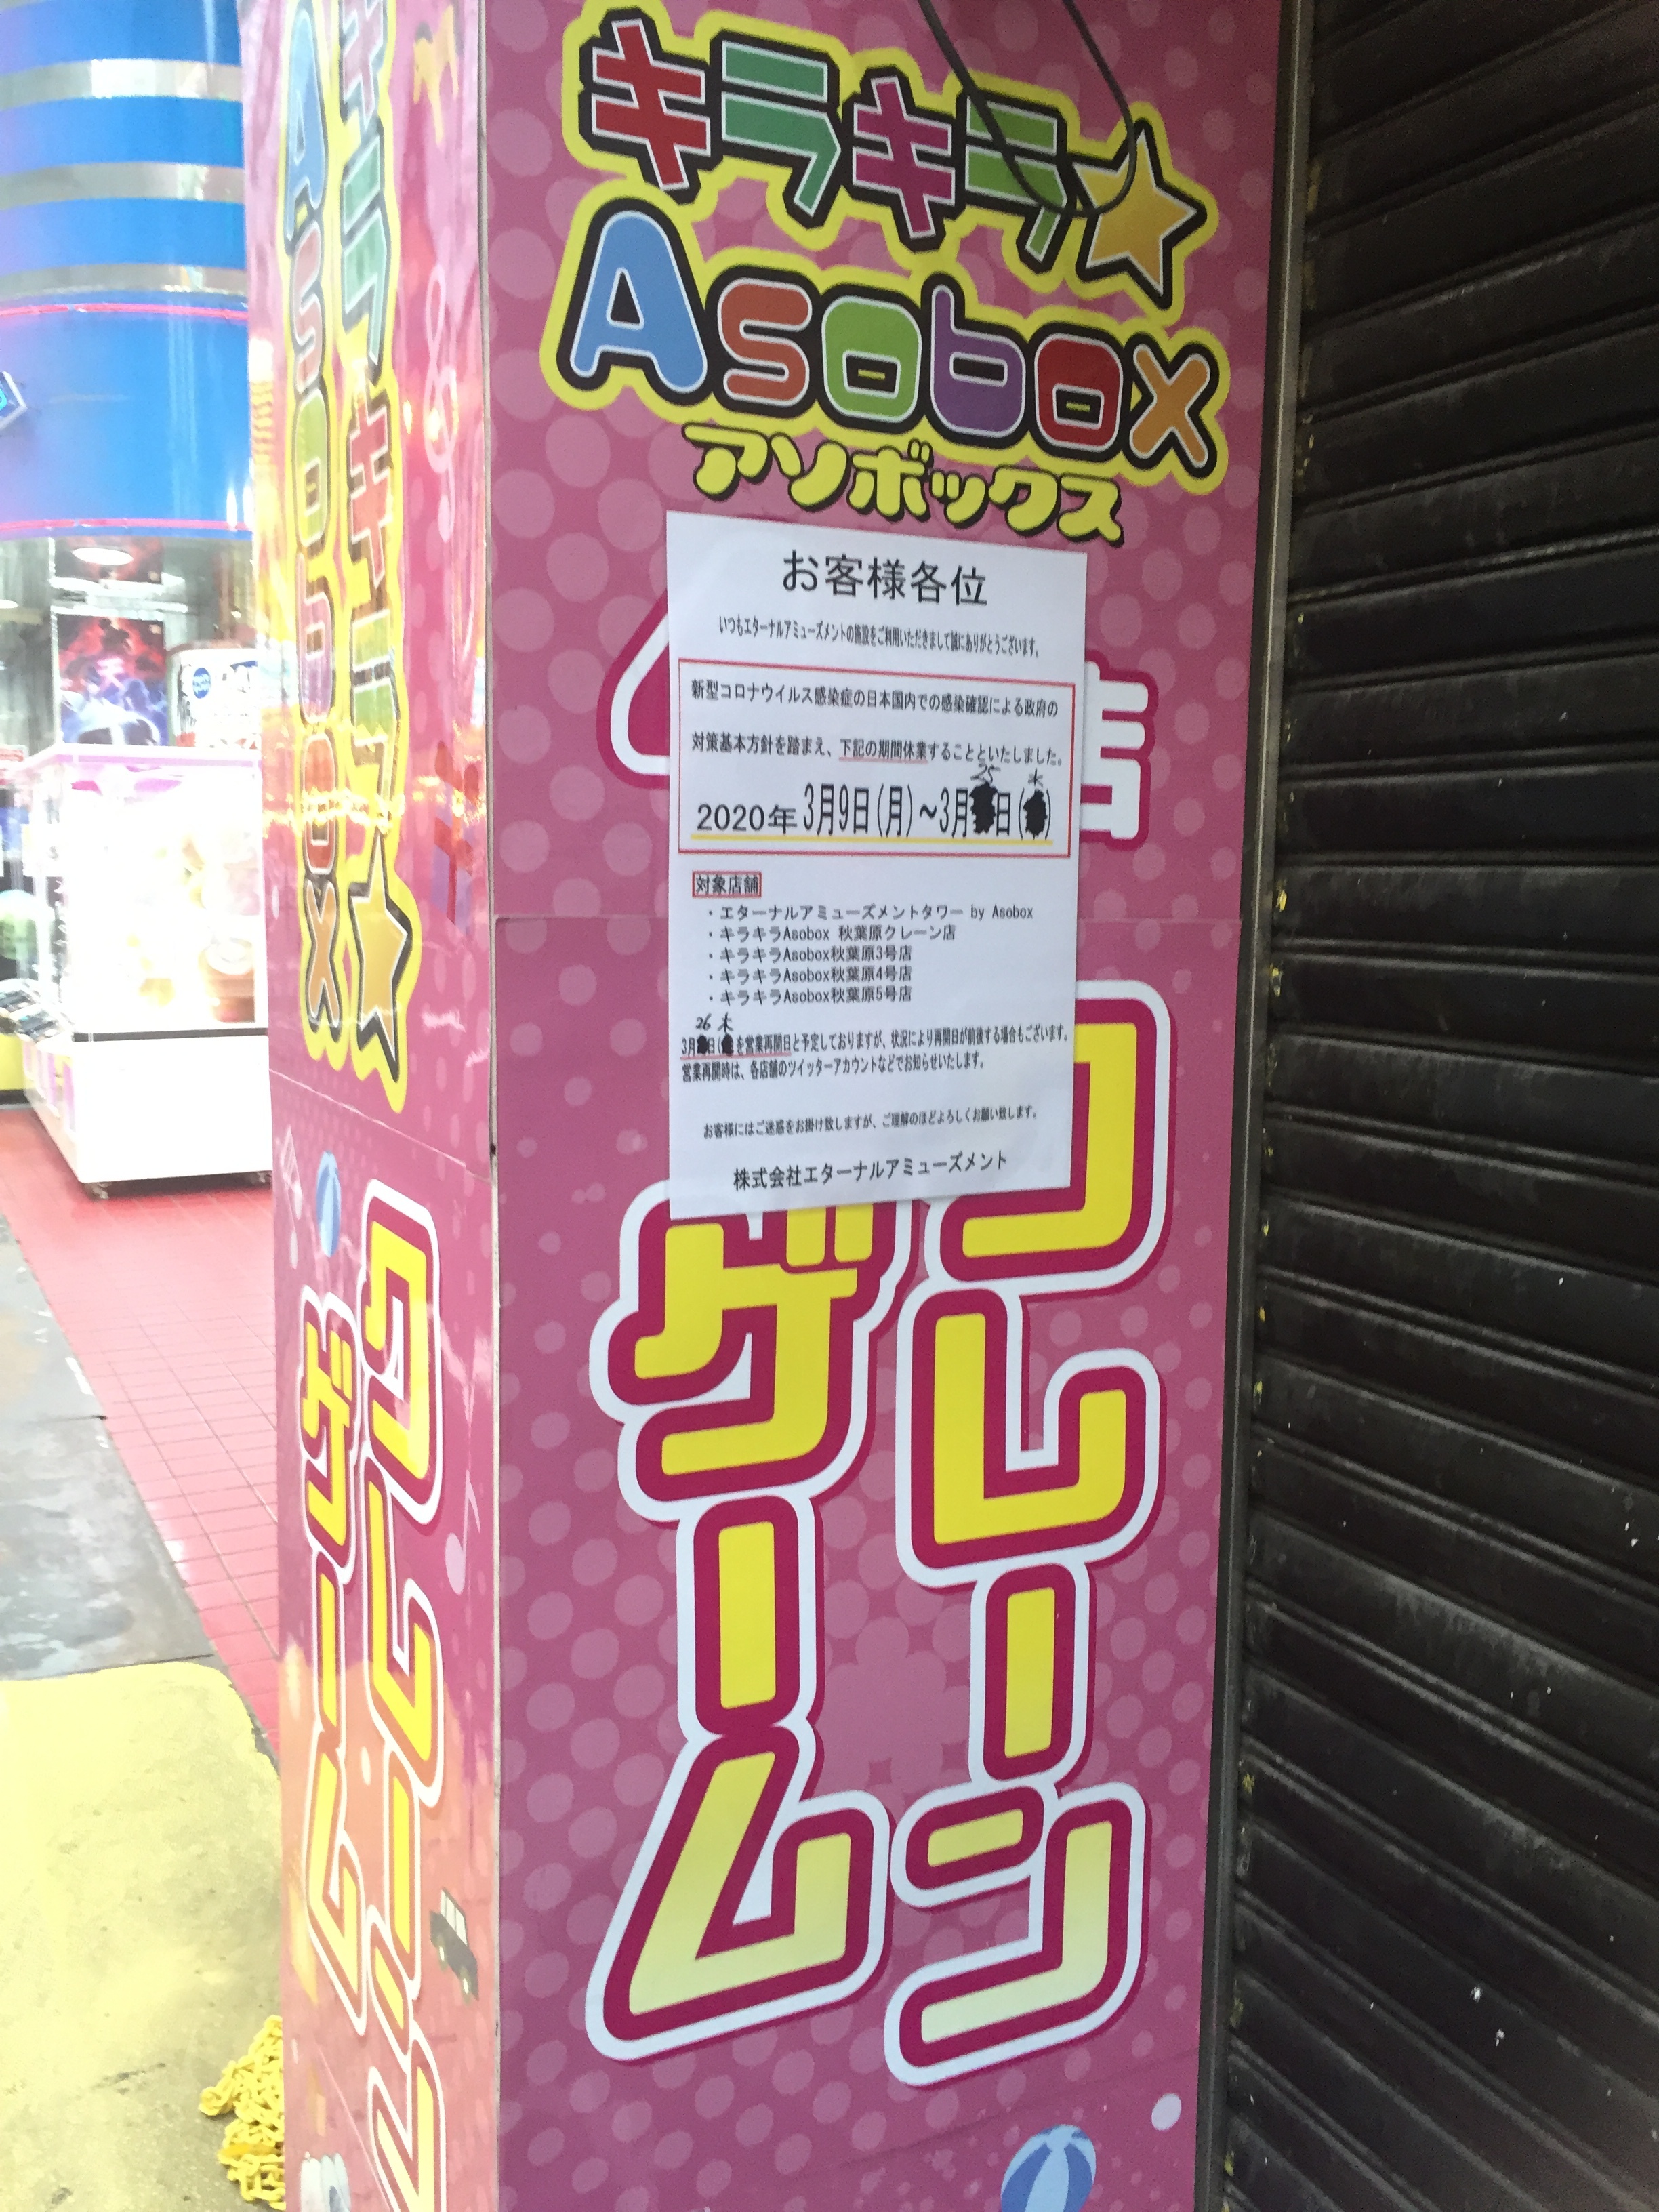 キラキラ
Asobox
アソボックス
お客様各位
いつもエターナルアミューズメントの施設をご利用いただきまして誠にありがとうございます。
新型コロナウイルス感染症の日本国内での感染確認による政府の
対策基本方針を踏まえ、下記の期間休業することといたしました。
25 水
2020年 3月9日(月)～3月 日( )
対象店舗
・エターナルアミューズメントタワー by Asobox
・キラキラAsobox 秋葉原クレーン店
・キラキラAsobox秋葉原3号店
・キラキラAsobox秋葉原4号店
・キラキラAsobox秋葉原5号店
26 木
3月 日( を営業再開日と予定しておりますが、状況により再開日が前後する場合もございます。
営業再開時は、各店舗のツイッターアカウントなどでお知らせいたします。
お客様にはご迷惑をお掛け致しますが、ご理解のほどよろしくお願い致します。
株式会社エターナルアミューズメント
店
クレーン
ゲーム
キラキラ
Asobox
クレーン
ゲーム